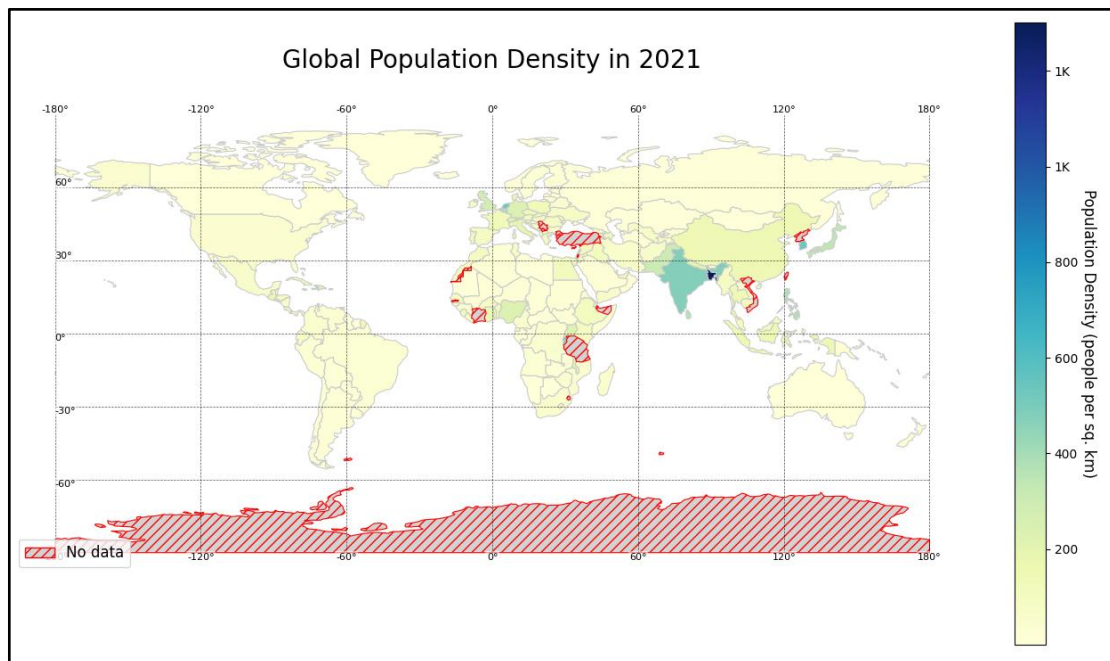 Global Population Density in 2021
-180° -120° -60° 0° 60° 120° 180°
60°
30°
0°
-30°
-60°
-120° -60° 0° 60° 120° 180°
No data
1K
1K
800
600
400
200
Population Density (people per sq. km)